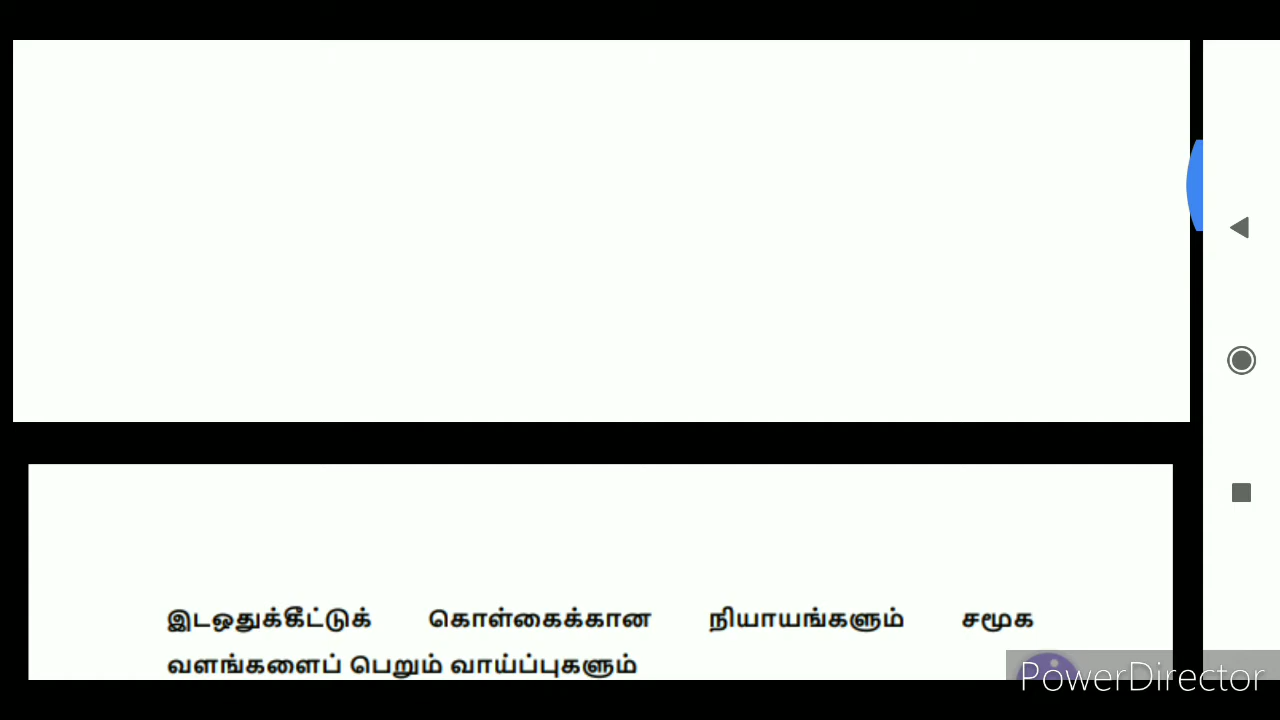 இடஒதுக்கீட்டுக் கொள்கைக்கான நியாயங்களும் சமூக
வளங்களைப் பெறும் வாய்ப்புகளும்
PowerDirector